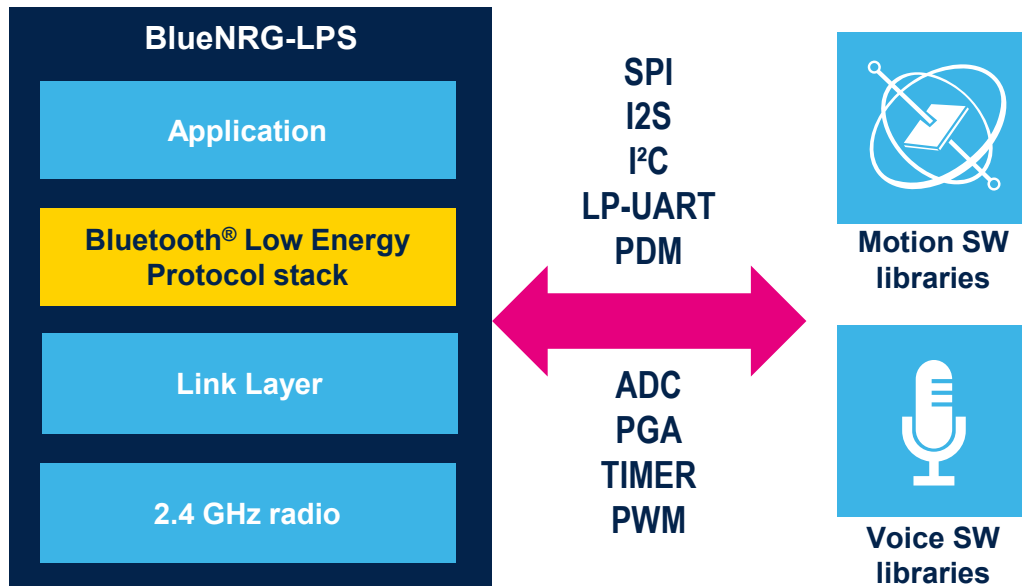 BlueNRG-LPS
Application
Bluetooth® Low Energy
Protocol stack
Link Layer
2.4 GHz radio
SPI
I2S
I²C
LP-UART
PDM
ADC
PGA
TIMER
PWM
Motion SW
libraries
Voice SW
libraries